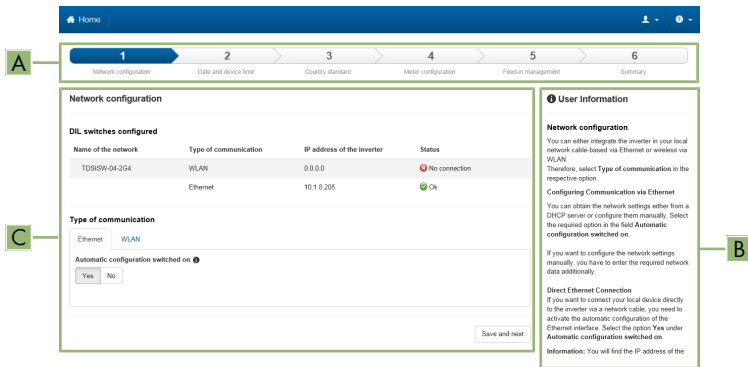 Home
A
1 2 3 4 5 6
Network configuration Date and device time Country standard Meter configuration Feed-in management Summary
Network configuration
DIL switches configured
Name of the network Type of communication IP address of the inverter Status
TDSISW-04-2G4 WLAN 0.0.0.0 No connection
Ethernet 10.1.8.205 Ok
Type of communication
C
Ethernet WLAN
Automatic configuration switched on
Yes No
Save and next
User Information
Network configuration
You can either integrate the inverter in your local
network cable-based via Ethernet or wireless via
WLAN.
Therefore, select Type of communication in the
respective option.
Configuring Communication via Ethernet
You can obtain the network settings either from a
DHCP server or configure them manually. Select
the required option in the field Automatic
configuration switched on.
B
If you want to configure the network settings
manually, you have to enter the required network
data additionally.
Direct Ethernet Connection
If you want to connect your local device directly
to the inverter via a network cable, you need to
activate the automatic configuration of the
Ethernet interface. Select the option Yes under
Automatic configuration switched on.
Information: You will find the IP address of the